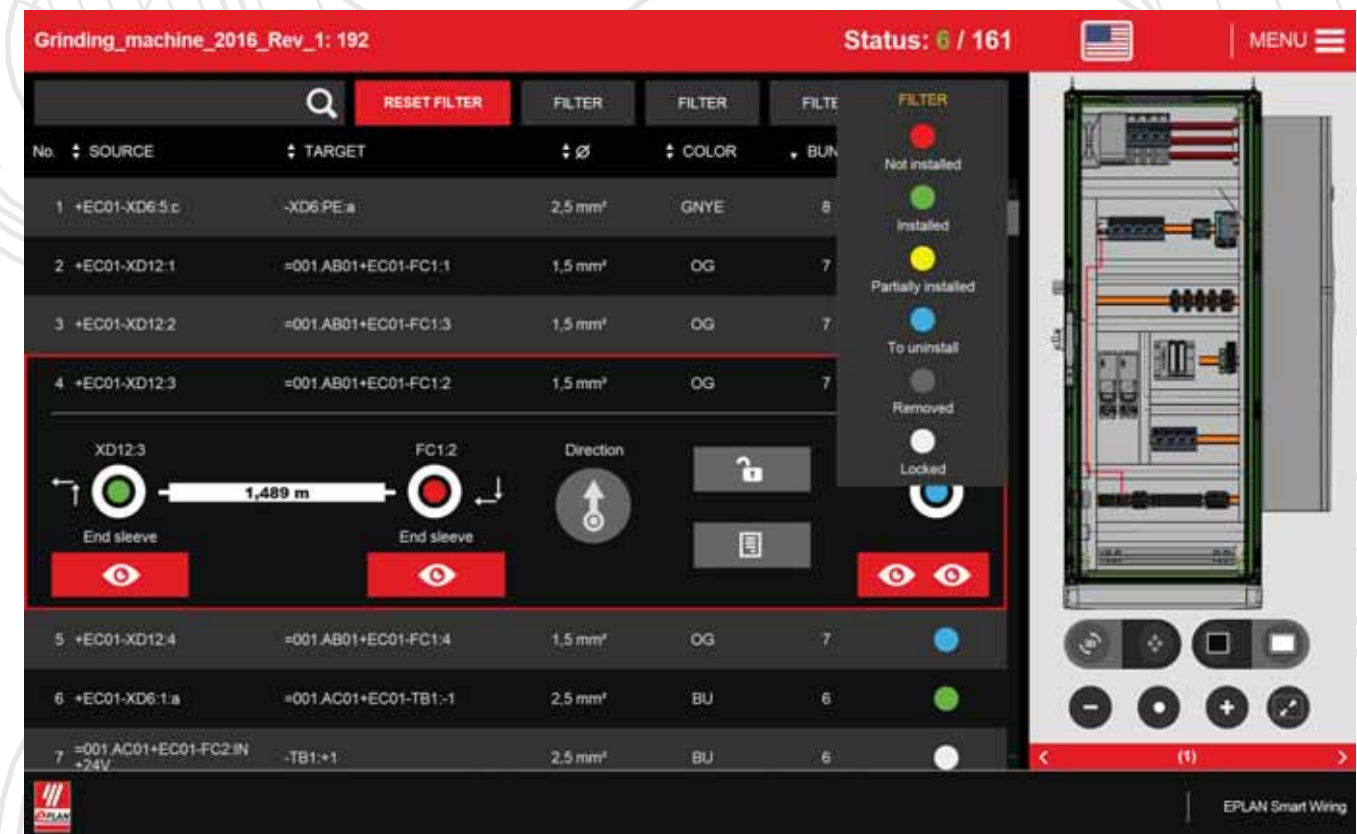 Grinding_machine_2016_Rev_1: 192
Status: 6 / 161
MENU
RESET FILTER
FILTER
FILTER
FILTE
FILTER
No. SOURCE TARGET Ø COLOR BUN
Not installed
1 +EC01-XD6:5:c -XD6:PE:a 2,5 mm² GNYE 8
Installed
2 +EC01-XD12:1 =001.AB01+EC01-FC1:1 1,5 mm² OG 7
Partially installed
3 +EC01-XD12:2 =001.AB01+EC01-FC1:3 1,5 mm² OG 7
To uninstall
4 +EC01-XD12:3 =001.AB01+EC01-FC1:2 1,5 mm² OG 7
Removed
Locked
XD12:3 FC1:2 Direction
1,489 m
End sleeve End sleeve
5 +EC01-XD12:4 =001.AB01+EC01-FC1:4 1,5 mm² OG 7
6 +EC01-XD6:1:a =001.AC01+EC01-TB1:-1 2,5 mm² BU 6
7 =001.AC01+EC01-FC2:IN -TB1:+1 2,5 mm² BU 6
+24V
(1)
ePLAN
EPLAN Smart Wiring